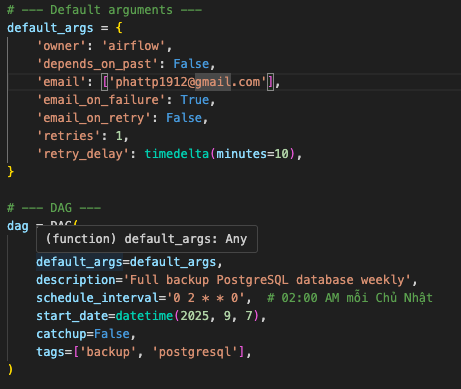 # --- Default arguments ---
default_args = {
    'owner': 'airflow',
    'depends_on_past': False,
    'email': ['phattp1912@gmail.com'],
    'email_on_failure': True,
    'email_on_retry': False,
    'retries': 1,
    'retry_delay': timedelta(minutes=10),
}
# --- DAG ---
dag = DAG(
(function) default_args: Any
    default_args=default_args,
    description='Full backup PostgreSQL database weekly',
    schedule_interval='0 2 * * 0',  # 02:00 AM mỗi Chủ Nhật
    start_date=datetime(2025, 9, 7),
    catchup=False,
    tags=['backup', 'postgresql'],
)